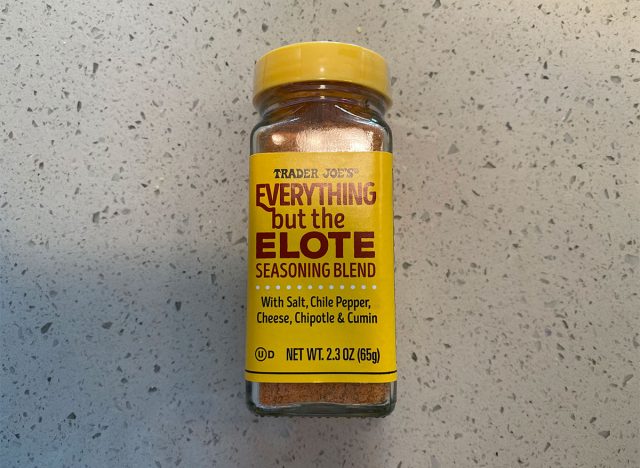 TRADER JOE'S®
EVERYTHING
but the
ELOTE
SEASONING BLEND
With Salt, Chile Pepper,
Cheese, Chipotle & Cumin
Ⓤ D NET WT. 2.3 OZ (65g)